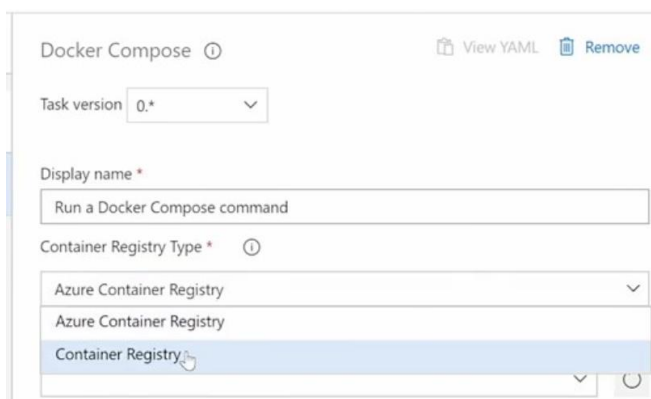 Docker Compose
View YAML
Remove
Task version 0.*
Display name *
Run a Docker Compose command
Container Registry Type *
Azure Container Registry
Azure Container Registry
Container Registry